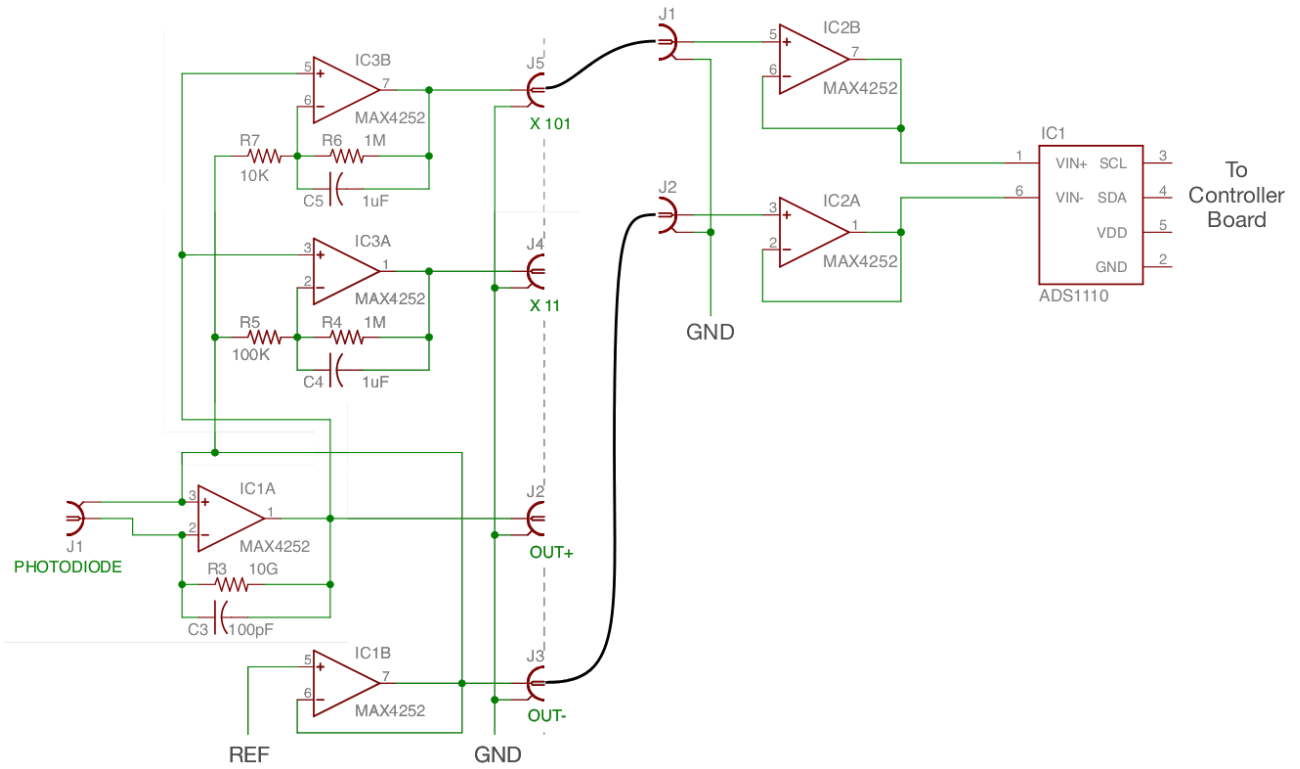 J1
IC2B
5
7
6
MAX4252
IC3B
5
7
6
MAX4252
J5
X 101
R7
10K
R6 1M
C5 1uF
IC1
1 VIN+ SCL 3
6 VIN- SDA 4
VDD 5
GND 2
ADS1110
To
Controller
Board
J2
IC2A
3
1
2
MAX4252
GND
IC3A
3
1
2
MAX4252
J4
X 11
R5
100K
R4 1M
C4 1uF
IC1A
3
1
2
MAX4252
J1
PHOTODIODE
R3 10G
C3 100pF
J2
OUT+
IC1B
5
7
6
MAX4252
J3
OUT-
REF
GND